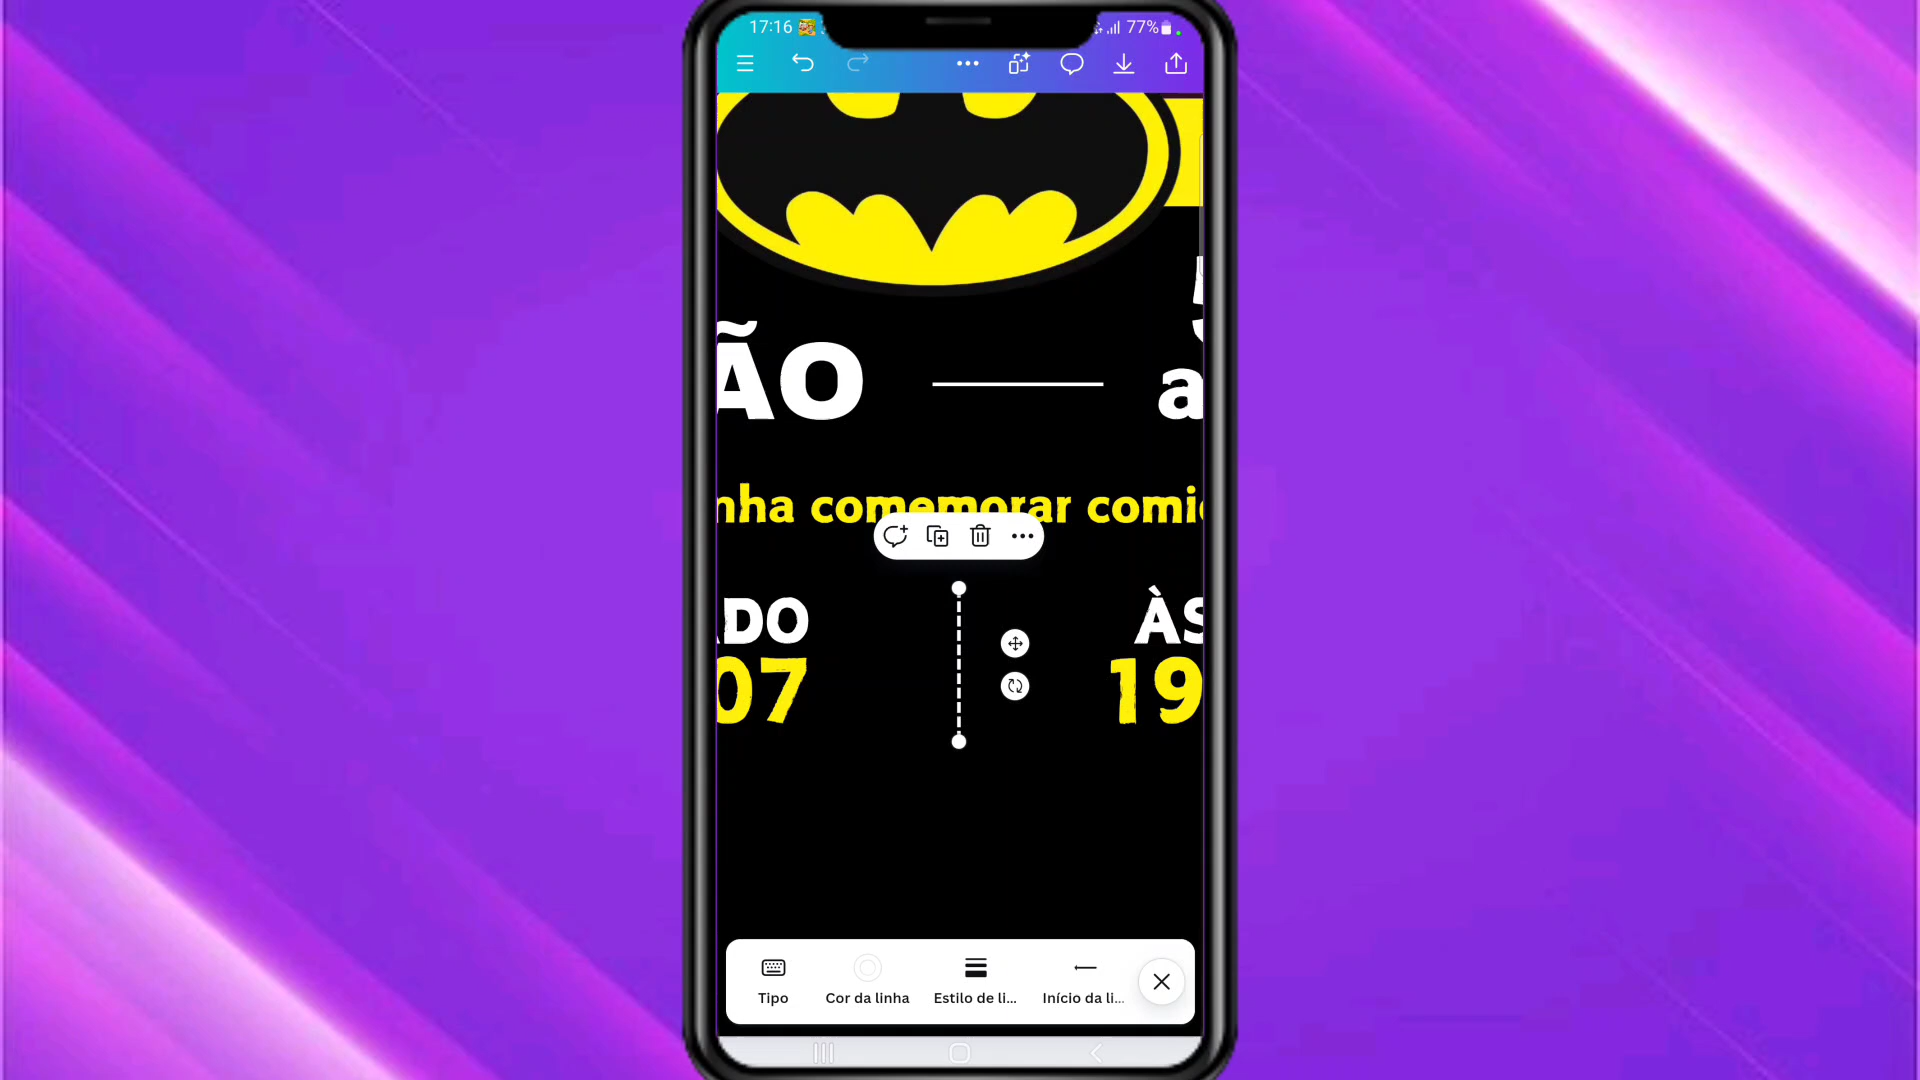 17:16
77%
ÃO
nha comemorar comi
DO
07
ÀS
19
Tipo
Cor da linha
Estilo de li...
Início da li...